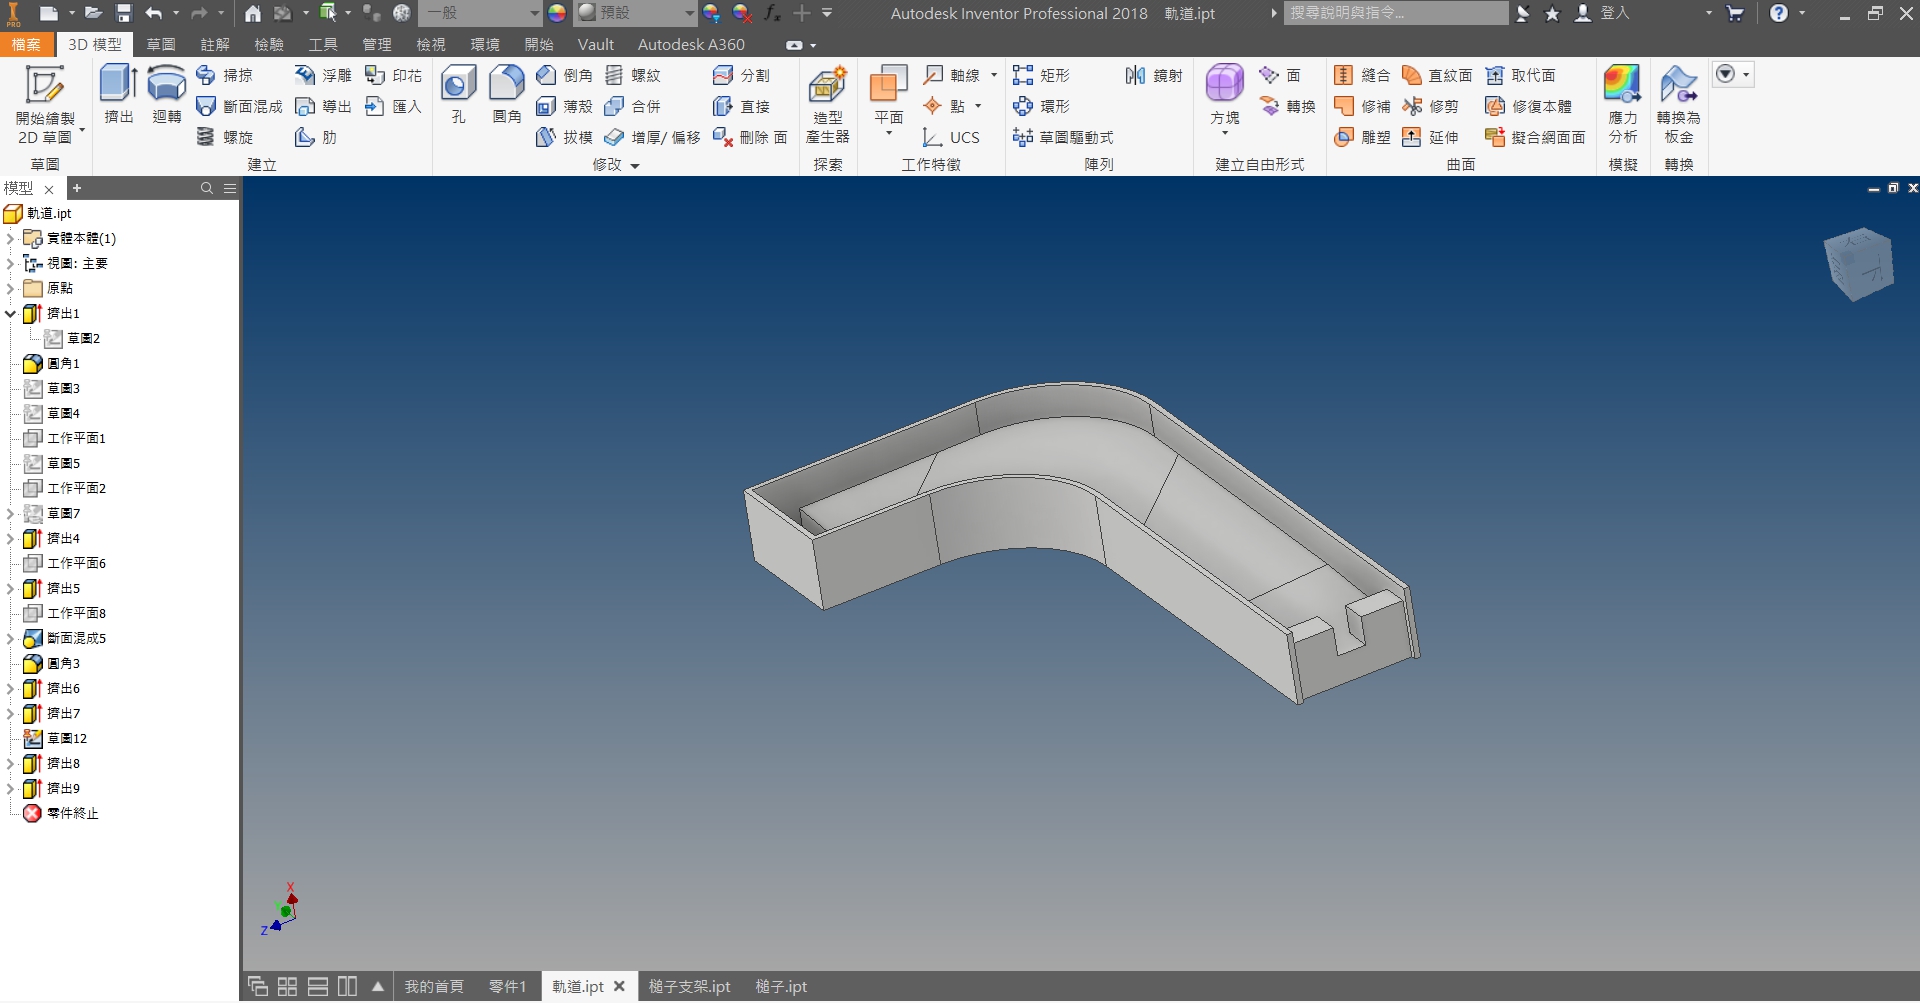 PRO
一般
預設
Autodesk Inventor Professional 2018 軌道.ipt
搜尋說明與指令...
登入
檔案 3D 模型 草圖 註解 檢驗 工具 管理 檢視 環境 開始 Vault Autodesk A360
開始繪製
2D 草圖
草圖
擠出 迴轉
掃掠 浮雕 印花
斷面混成 導出 匯入
螺旋 肋
建立
孔 圓角
倒角 螺紋 分割
薄殼 合併 直接
拔模 增厚/ 偏移 刪除 面
修改
造型
產生器
探索
平面
軸線
點
UCS
工作特徵
矩形 鏡射
環形
草圖驅動式
陣列
方塊
面
轉換
建立自由形式
縫合 直紋面 取代面
修補 修剪 修復本體
雕塑 延伸 擬合網面面
曲面
應力
分析
模擬
轉換為
板金
轉換
模型
軌道.ipt
實體本體(1)
視圖: 主要
原點
擠出1
草圖2
圓角1
草圖3
草圖4
工作平面1
草圖5
工作平面2
草圖7
擠出4
工作平面6
擠出5
工作平面8
斷面混成5
圓角3
擠出6
擠出7
草圖12
擠出8
擠出9
零件終止
X
Z
我的首頁 零件1 軌道.ipt 槌子支架.ipt 槌子.ipt